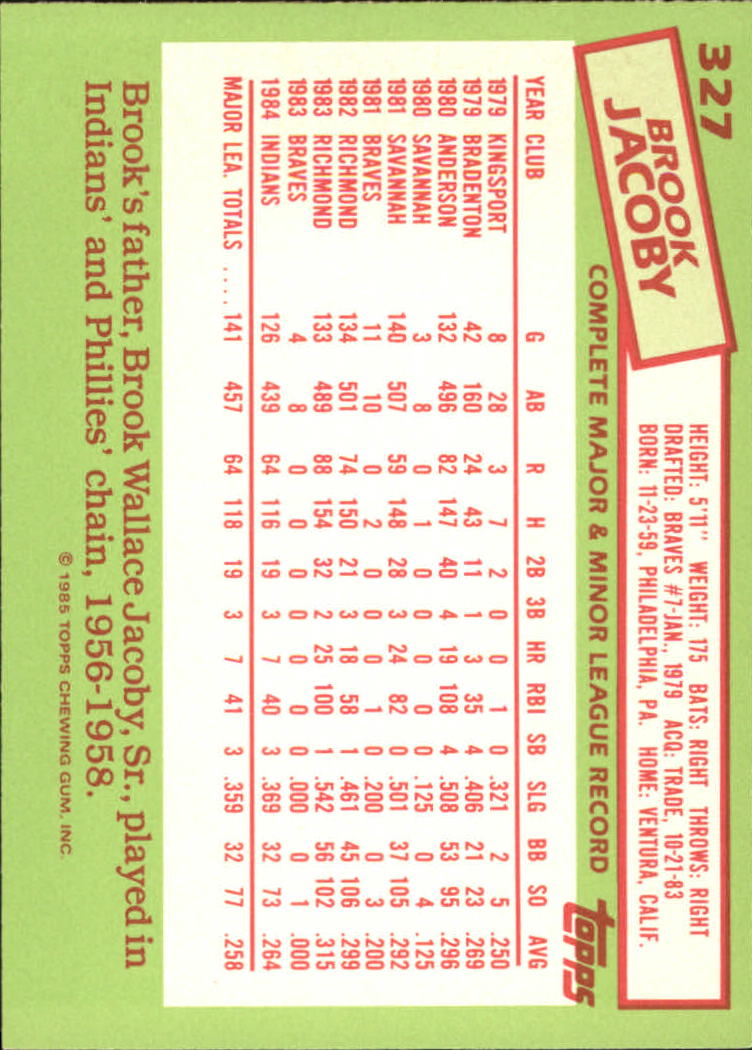 327
BROOK
JACOBY
HEIGHT: 5'11" WEIGHT: 175 BATS: RIGHT THROWS: RIGHT
DRAFTED: BRAVES #7-JAN., 1979 ACQ: TRADE, 10-21-83
BORN: 11-23-59, PHILADELPHIA, PA. HOME: VENTURA, CALIF.
COMPLETE MAJOR & MINOR LEAGUE RECORD
topps
YEAR CLUB G AB R H 2B 3B HR RBI SB SLG BB SO AVG
1979 KINGSPORT 8 28 3 7 2 0 0 1 0 .321 2 5 .250
1979 BRADENTON 42 160 24 43 11 1 3 35 4 .406 21 23 .269
1980 ANDERSON 132 496 82 147 40 4 19 108 4 .508 53 95 .296
1980 SAVANNAH 3 8 0 1 0 0 0 0 0 .125 0 4 .125
1981 SAVANNAH 140 507 59 148 28 3 24 82 0 .501 37 105 .292
1981 BRAVES 11 10 0 2 0 0 0 1 0 .200 0 3 .200
1982 RICHMOND 134 501 74 150 21 3 18 58 1 .461 45 106 .299
1983 RICHMOND 133 489 88 154 32 2 25 100 1 .542 56 102 .315
1983 BRAVES 4 8 0 0 0 0 0 0 0 .000 0 1 .000
1984 INDIANS 126 439 64 116 19 3 7 40 3 .369 32 73 .264
MAJOR LEA. TOTALS ..... 141 457 64 118 19 3 7 41 3 .359 32 77 .258
Brook's father, Brook Wallace Jacoby, Sr., played in
Indians' and Phillies' chain, 1956-1958.
© 1985 TOPPS CHEWING GUM, INC.